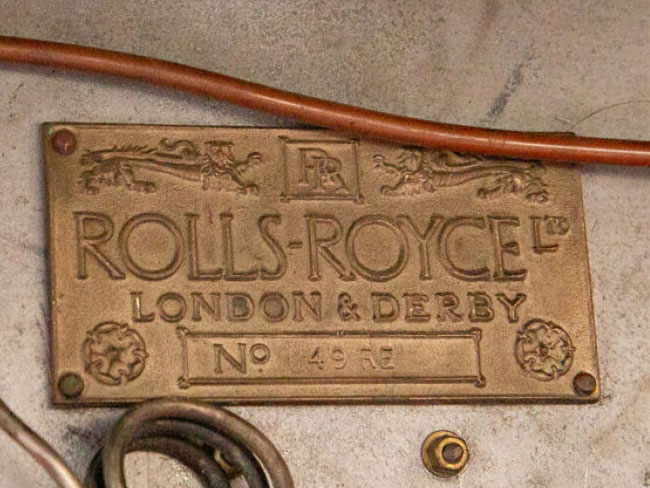 RR
ROLLS-ROYCE LTD
LONDON & DERBY
No 49 RE